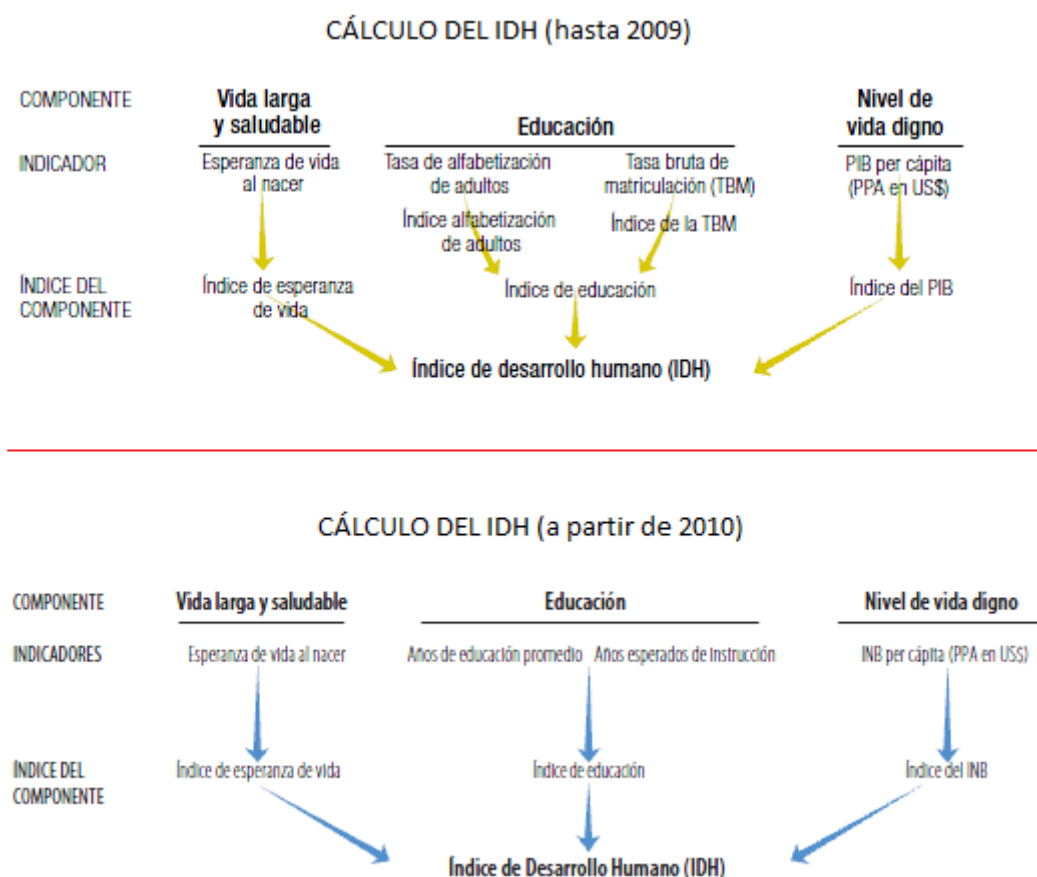 CÁLCULO DEL IDH (hasta 2009)
COMPONENTE
Vida larga
y saludable
Educación
Nivel de
vida digno
INDICADOR
Esperanza de vida
al nacer
Tasa de alfabetización
de adultos
Tasa bruta de
matriculación (TBM)
PIB per cápita
(PPA en US$)
Índice alfabetización
de adultos
Índice de la TBM
ÍNDICE DEL
COMPONENTE
Índice de esperanza
de vida
Índice de educación
Índice del PIB
Índice de desarrollo humano (IDH)
CÁLCULO DEL IDH (a partir de 2010)
COMPONENTE
Vida larga y saludable
Educación
Nivel de vida digno
INDICADORES
Esperanza de vida al nacer
Años de educación promedio
Años esperados de instrucción
INB per cápita (PPA en US$)
ÍNDICE DEL
COMPONENTE
Índice de esperanza de vida
Índice de educación
Índice del INB
Índice de Desarrollo Humano (IDH)